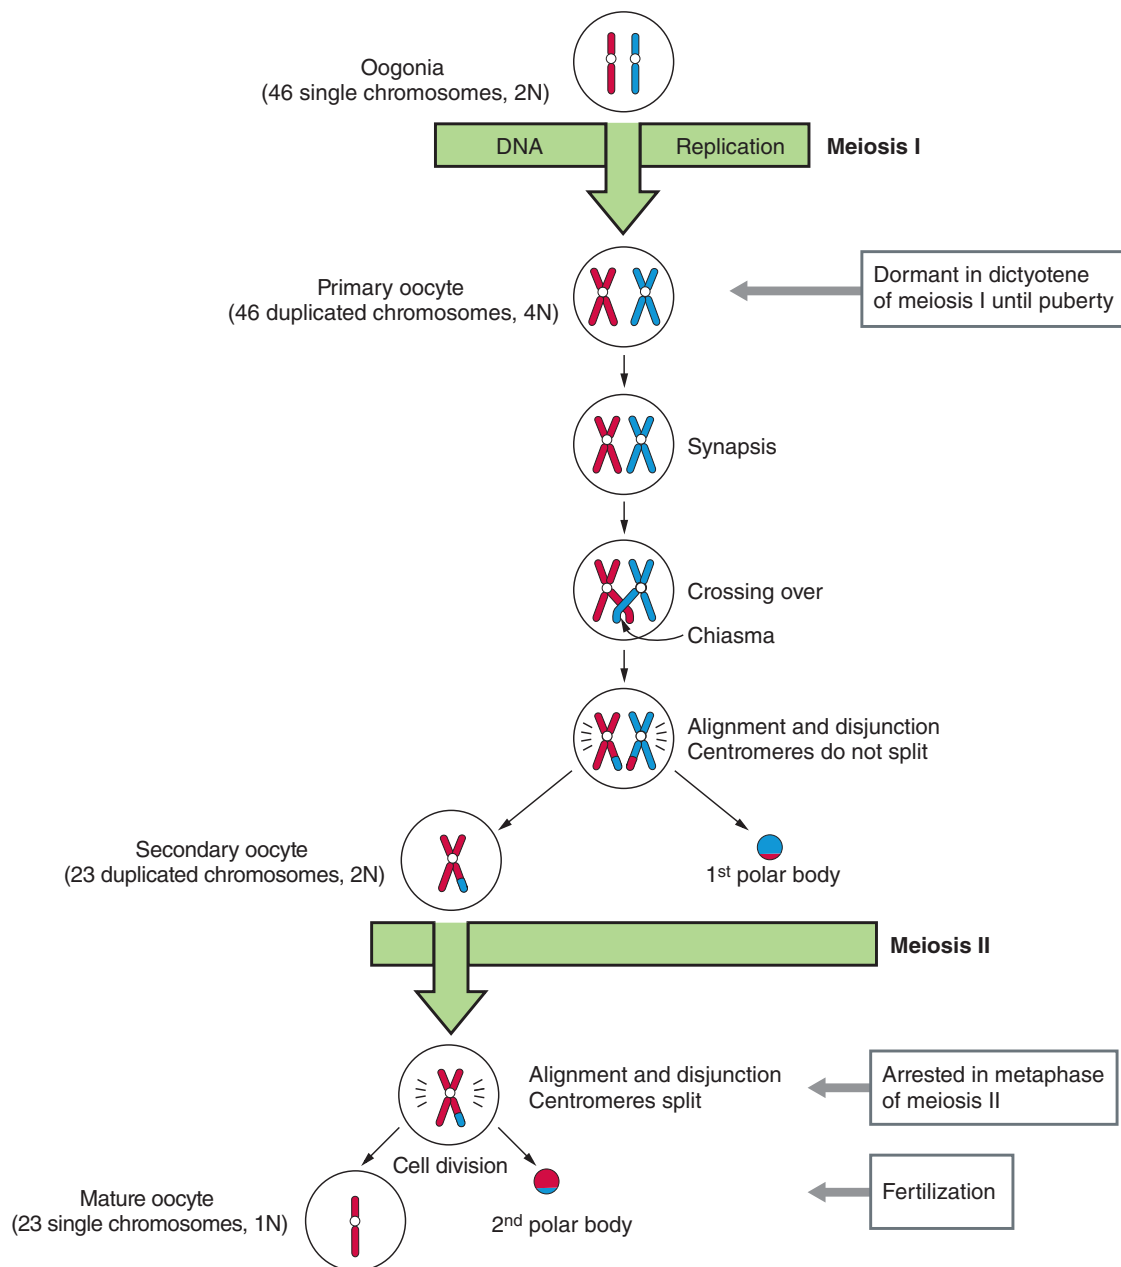 Oogonia
(46 single chromosomes, 2N)
DNA
Replication
Meiosis I
Primary oocyte
(46 duplicated chromosomes, 4N)
Dormant in dictyotene
of meiosis I until puberty
Synapsis
Crossing over
Chiasma
Alignment and disjunction
Centromeres do not split
Secondary oocyte
(23 duplicated chromosomes, 2N)
1st polar body
Meiosis II
Alignment and disjunction
Centromeres split
Arrested in metaphase
of meiosis II
Cell division
Mature oocyte
(23 single chromosomes, 1N)
2nd polar body
Fertilization